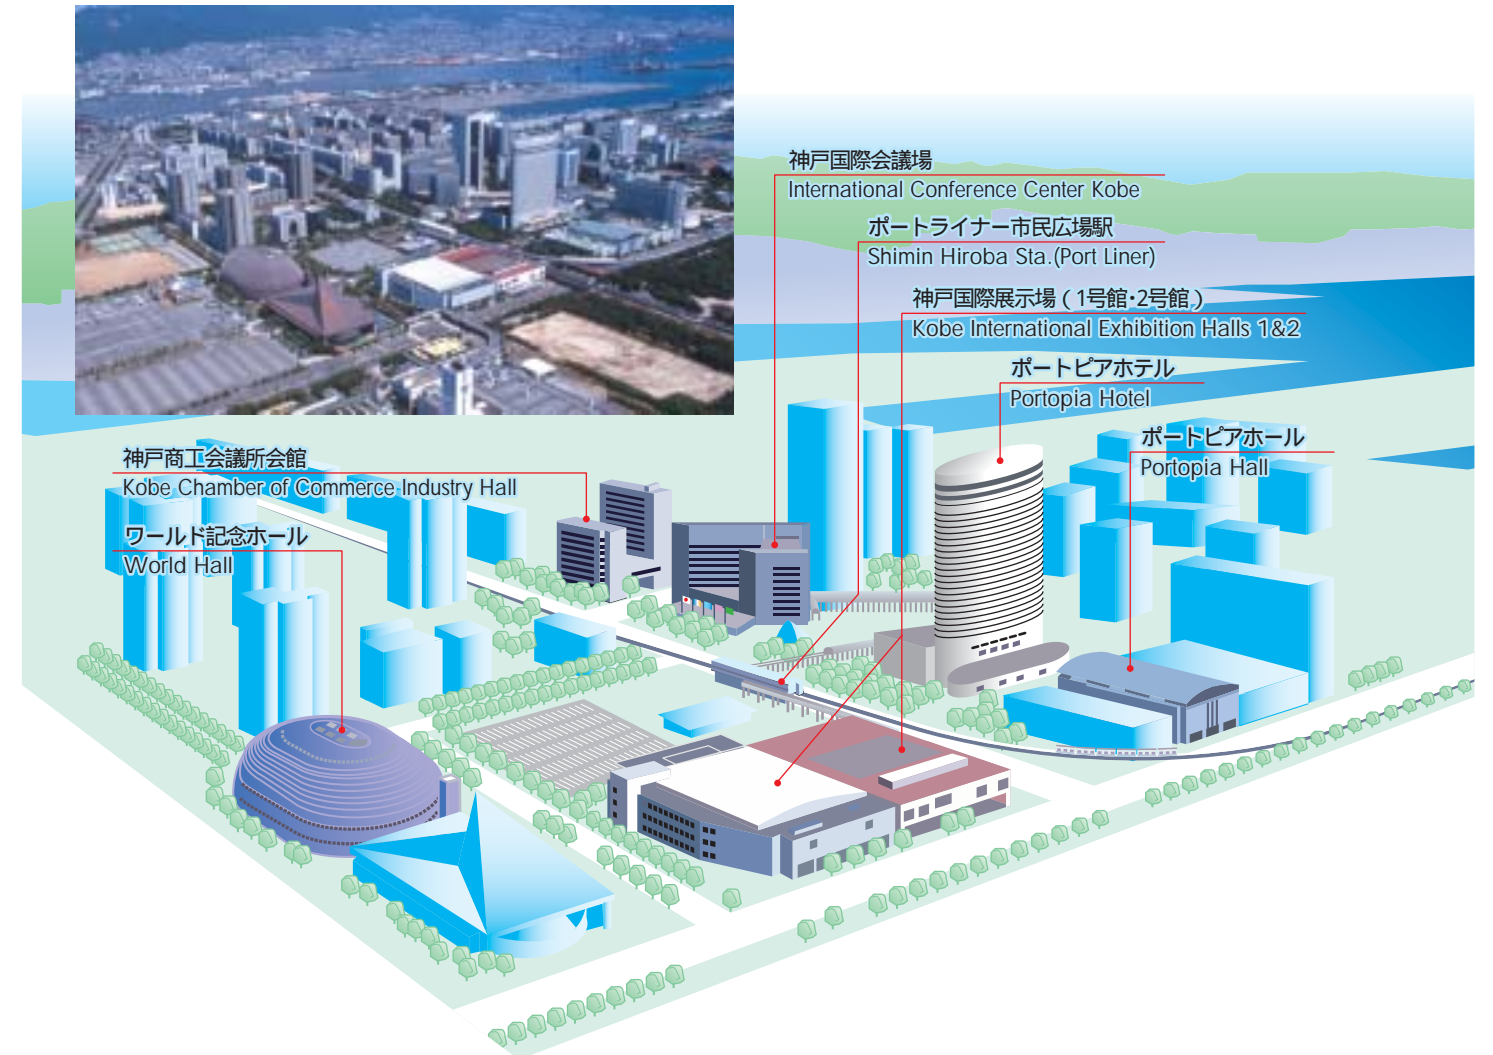 神戸国際会議場
International Conference Center Kobe
ポートライナー市民広場駅
Shimin Hiroba Sta.(Port Liner)
神戸国際展示場（1号館・2号館）
Kobe International Exhibition Halls 1&2
ポートピアホテル
Portopia Hotel
ポートピアホール
Portopia Hall
神戸商工会議所会館
Kobe Chamber of Commerce Industry Hall
ワールド記念ホール
World Hall